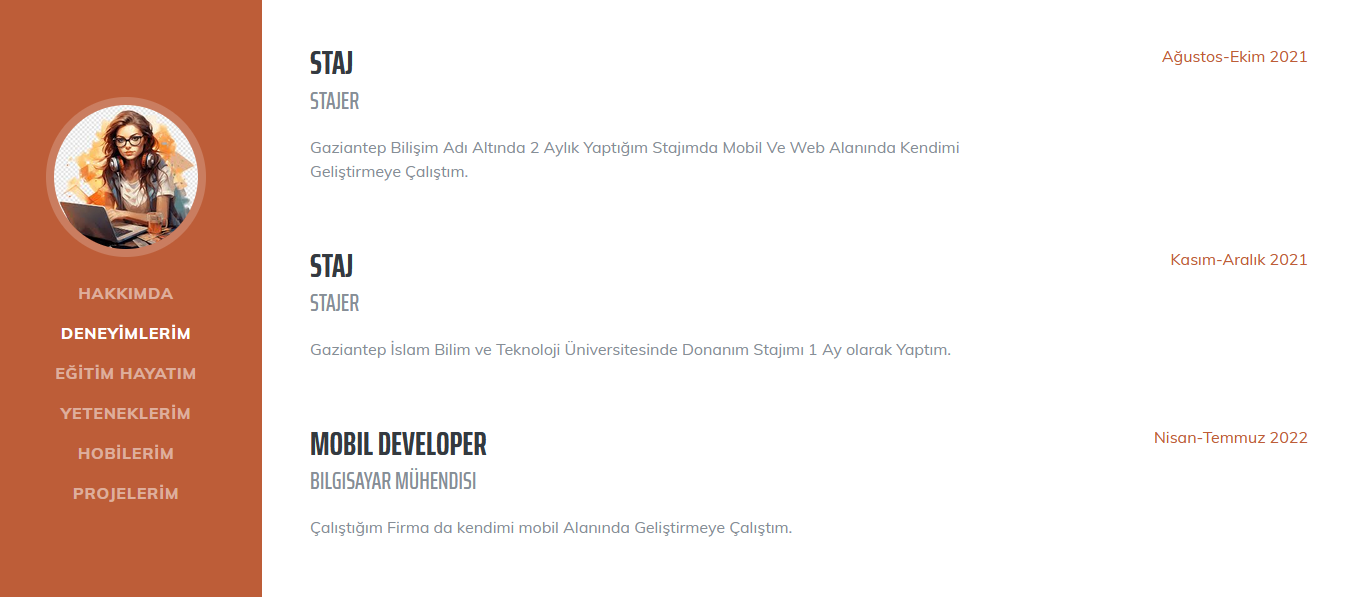 HAKKIMDA
DENEYİMLERİM
EĞİTİM HAYATIM
YETENEKLERİM
HOBİLERİM
PROJELERİM
STAJ
Ağustos-Ekim 2021
STAJER
Gaziantep Bilişim Adı Altında 2 Aylık Yaptığım Stajımda Mobil Ve Web Alanında Kendimi
Geliştirmeye Çalıştım.
STAJ
Kasım-Aralık 2021
STAJER
Gaziantep İslam Bilim ve Teknoloji Üniversitesinde Donanım Stajımı 1 Ay olarak Yaptım.
MOBIL DEVELOPER
Nisan-Temmuz 2022
BILGISAYAR MÜHENDISI
Çalıştığım Firma da kendimi mobil Alanında Geliştirmeye Çalıştım.